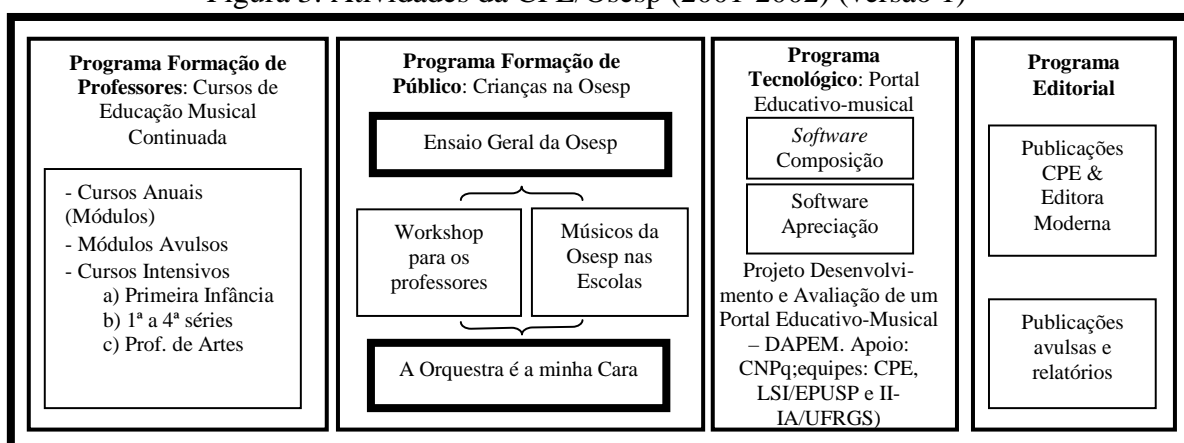 Figura 3: Atividades da CPE/Osesp (2001-2002) (versão 1)
Programa Formação de
Professores: Cursos de
Educação Musical
Continuada
- Cursos Anuais
(Módulos)
- Módulos Avulsos
- Cursos Intensivos
a) Primeira Infância
b) 1ª a 4ª séries
c) Prof. de Artes
Programa Formação de
Público: Crianças na Osesp
Ensaio Geral da Osesp
Workshop
para os
professores
Músicos da
Osesp nas
Escolas
A Orquestra é a minha Cara
Programa
Tecnológico: Portal
Educativo-musical
Software
Composição
Software
Apreciação
Projeto Desenvolvi-
mento e Avaliação de um
Portal Educativo-Musical
– DAPEM. Apoio:
CNPq;equipes: CPE,
LSI/EPUSP e II-
IA/UFRGS)
Programa
Editorial
Publicações
CPE &
Editora
Moderna
Publicações
avulsas e
relatórios